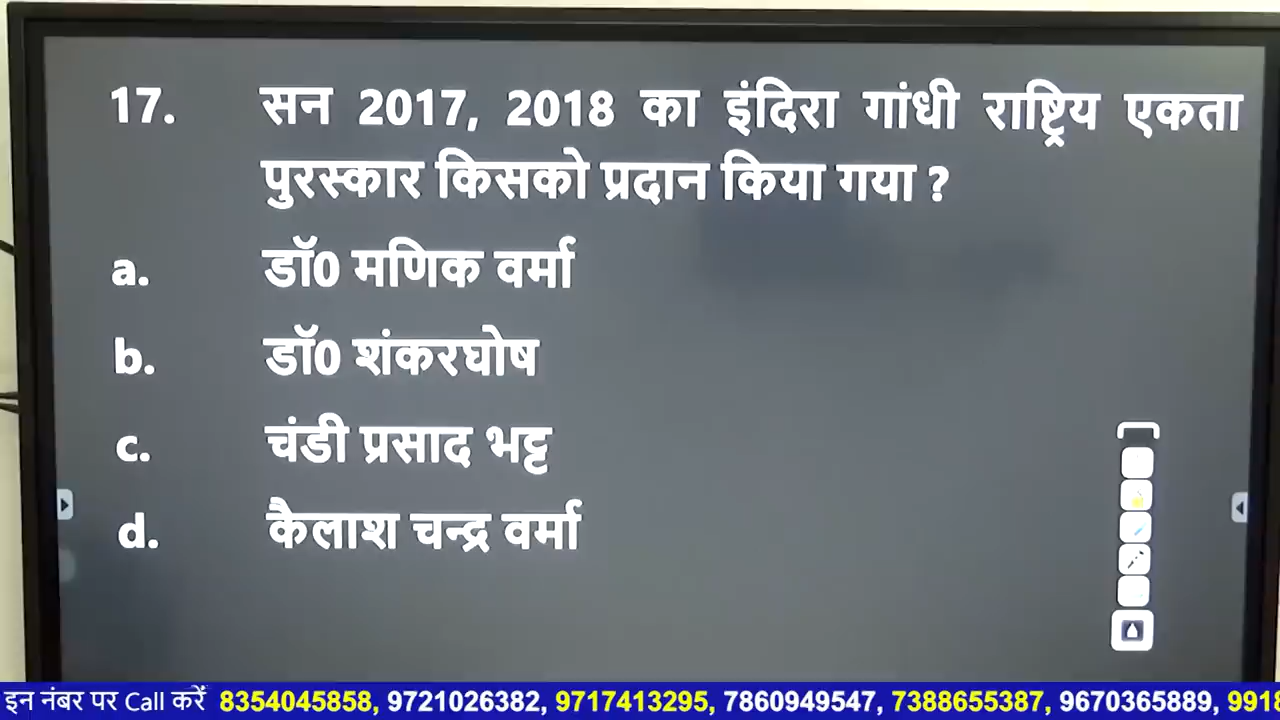 17. सन 2017, 2018 का इंदिरा गांधी राष्ट्रिय एकता
पुरस्कार किसको प्रदान किया गया ?
a. डॉ0 मणिक वर्मा
b. डॉ0 शंकरघोष
c. चंडी प्रसाद भट्ट
d. कैलाश चन्द्र वर्मा
इन नंबर पर Call करें 8354045858, 9721026382, 9717413295, 7860949547, 7388655387, 9670365889, 9918